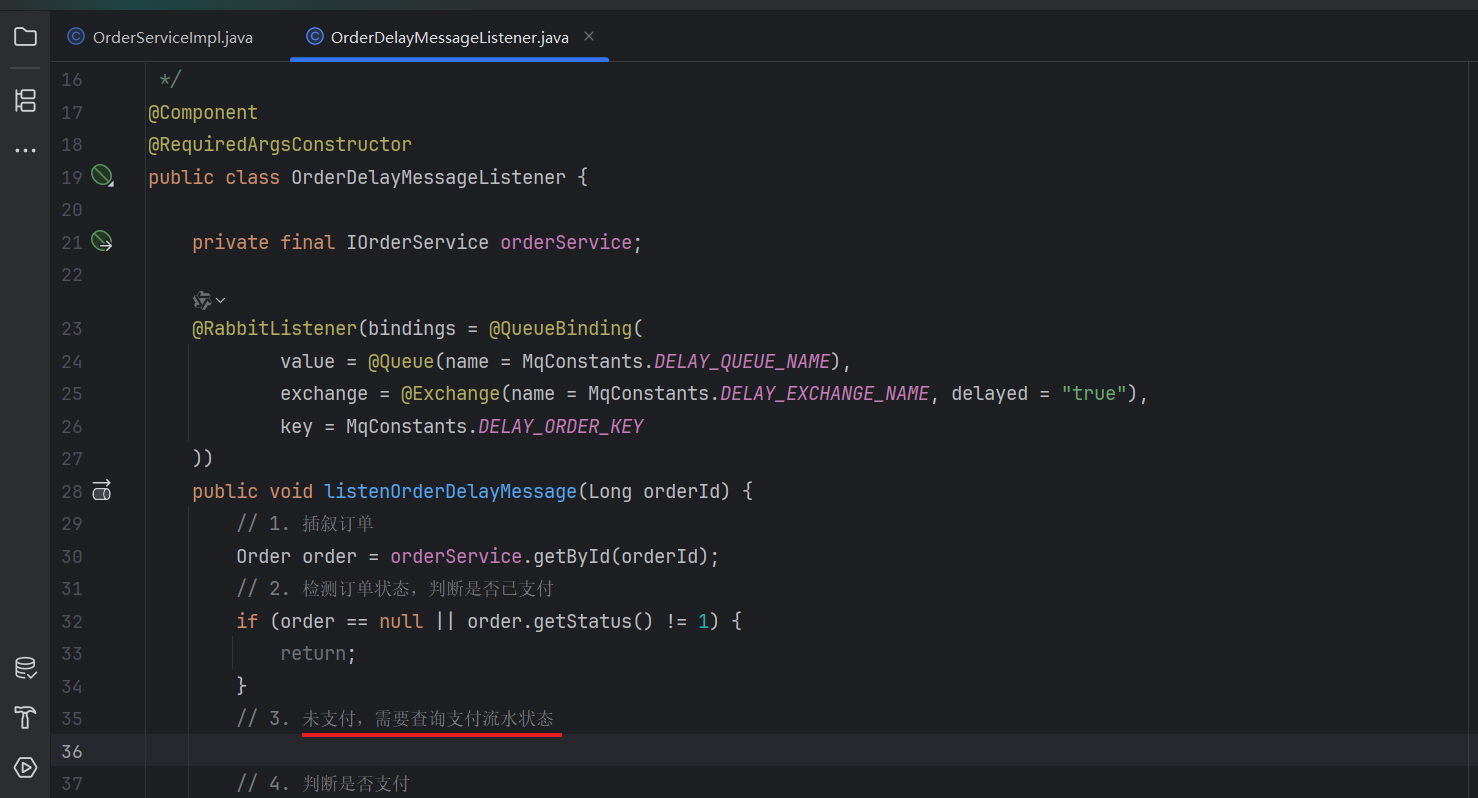 OrderServiceImpl.java OrderDelayMessageListener.java
16 */
17 @Component
18 @RequiredArgsConstructor
19 public class OrderDelayMessageListener {
20
21 private final IOrderService orderService;
22
23 @RabbitListener(bindings = @QueueBinding(
24 value = @Queue(name = MqConstants.DELAY_QUEUE_NAME),
25 exchange = @Exchange(name = MqConstants.DELAY_EXCHANGE_NAME, delayed = "true"),
26 key = MqConstants.DELAY_ORDER_KEY
27 ))
28 public void listenOrderDelayMessage(Long orderId) {
29 // 1. 插叙订单
30 Order order = orderService.getById(orderId);
31 // 2. 检测订单状态，判断是否已支付
32 if (order == null || order.getStatus() != 1) {
33 return;
34 }
35 // 3. 未支付，需要查询支付流水状态
36
37 // 4. 判断是否支付